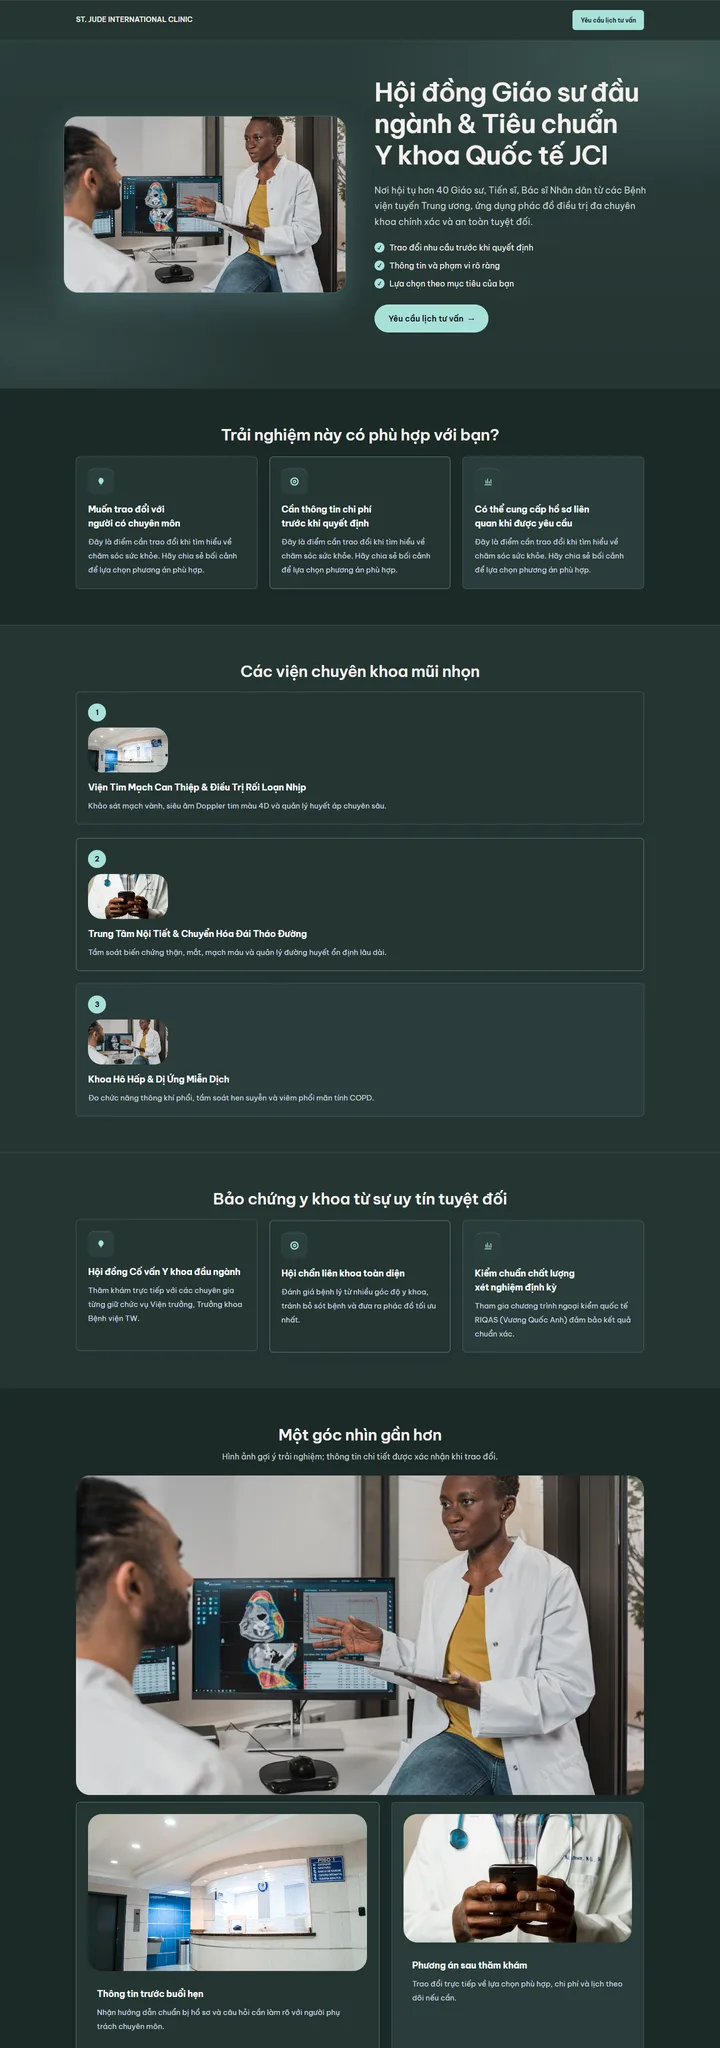 ST. JUDE INTERNATIONAL CLINIC
Yêu cầu lịch tư vấn
Hội đồng Giáo sư đầu
ngành & Tiêu chuẩn
Y khoa Quốc tế JCI
Nơi hội tụ hơn 40 Giáo sư, Tiến sĩ, Bác sĩ Nhân dân từ các Bệnh
viện tuyến Trung ương, ứng dụng phác đồ điều trị đa chuyên
khoa chính xác và an toàn tuyệt đối.
✓ Trao đổi nhu cầu trước khi quyết định
✓ Thông tin và phạm vi rõ ràng
✓ Lựa chọn theo mục tiêu của bạn
Yêu cầu lịch tư vấn →
Trải nghiệm này có phù hợp với bạn?
Muốn trao đổi với
người có chuyên môn
Đây là điểm cần trao đổi khi tìm hiểu về
chăm sóc sức khỏe. Hãy chia sẻ bối cảnh
để lựa chọn phương án phù hợp.
Cần thông tin chi phí
trước khi quyết định
Đây là điểm cần trao đổi khi tìm hiểu về
chăm sóc sức khỏe. Hãy chia sẻ bối cảnh
để lựa chọn phương án phù hợp.
Có thể cung cấp hồ sơ liên
quan khi được yêu cầu
Đây là điểm cần trao đổi khi tìm hiểu về
chăm sóc sức khỏe. Hãy chia sẻ bối cảnh
để lựa chọn phương án phù hợp.
Các viện chuyên khoa mũi nhọn
1
Viện Tim Mạch Can Thiệp & Điều Trị Rối Loạn Nhịp
Khảo sát mạch vành, siêu âm Doppler tim màu 4D và quản lý huyết áp chuyên sâu.
2
Trung Tâm Nội Tiết & Chuyển Hóa Đái Tháo Đường
Tầm soát biến chứng thận, mắt, mạch máu và quản lý đường huyết ổn định lâu dài.
3
Khoa Hô Hấp & Dị Ứng Miễn Dịch
Đo chức năng thông khí phổi, tầm soát hen suyễn và viêm phổi mãn tính COPD.
Bảo chứng y khoa từ sự uy tín tuyệt đối
Hội đồng Cố vấn Y khoa đầu ngành
Thăm khám trực tiếp với các chuyên gia
từng giữ chức vụ Viện trưởng, Trưởng khoa
Bệnh viện TW.
Hội chẩn liên khoa toàn diện
Đánh giá bệnh lý từ nhiều góc độ y khoa,
tránh bỏ sót bệnh và đưa ra phác đồ tối ưu
nhất.
Kiểm chuẩn chất lượng
xét nghiệm định kỳ
Tham gia chương trình ngoại kiểm quốc tế
RIQAS (Vương Quốc Anh) đảm bảo kết quả
chuẩn xác.
Một góc nhìn gần hơn
Hình ảnh gợi ý trải nghiệm; thông tin chi tiết được xác nhận khi trao đổi.
PISO 1
Thông tin trước buổi hẹn
Nhận hướng dẫn chuẩn bị hồ sơ và câu hỏi cần làm rõ với người phụ
trách chuyên môn.
Phương án sau thăm khám
Trao đổi trực tiếp về lựa chọn phù hợp, chi phí và lịch theo
dõi nếu cần.